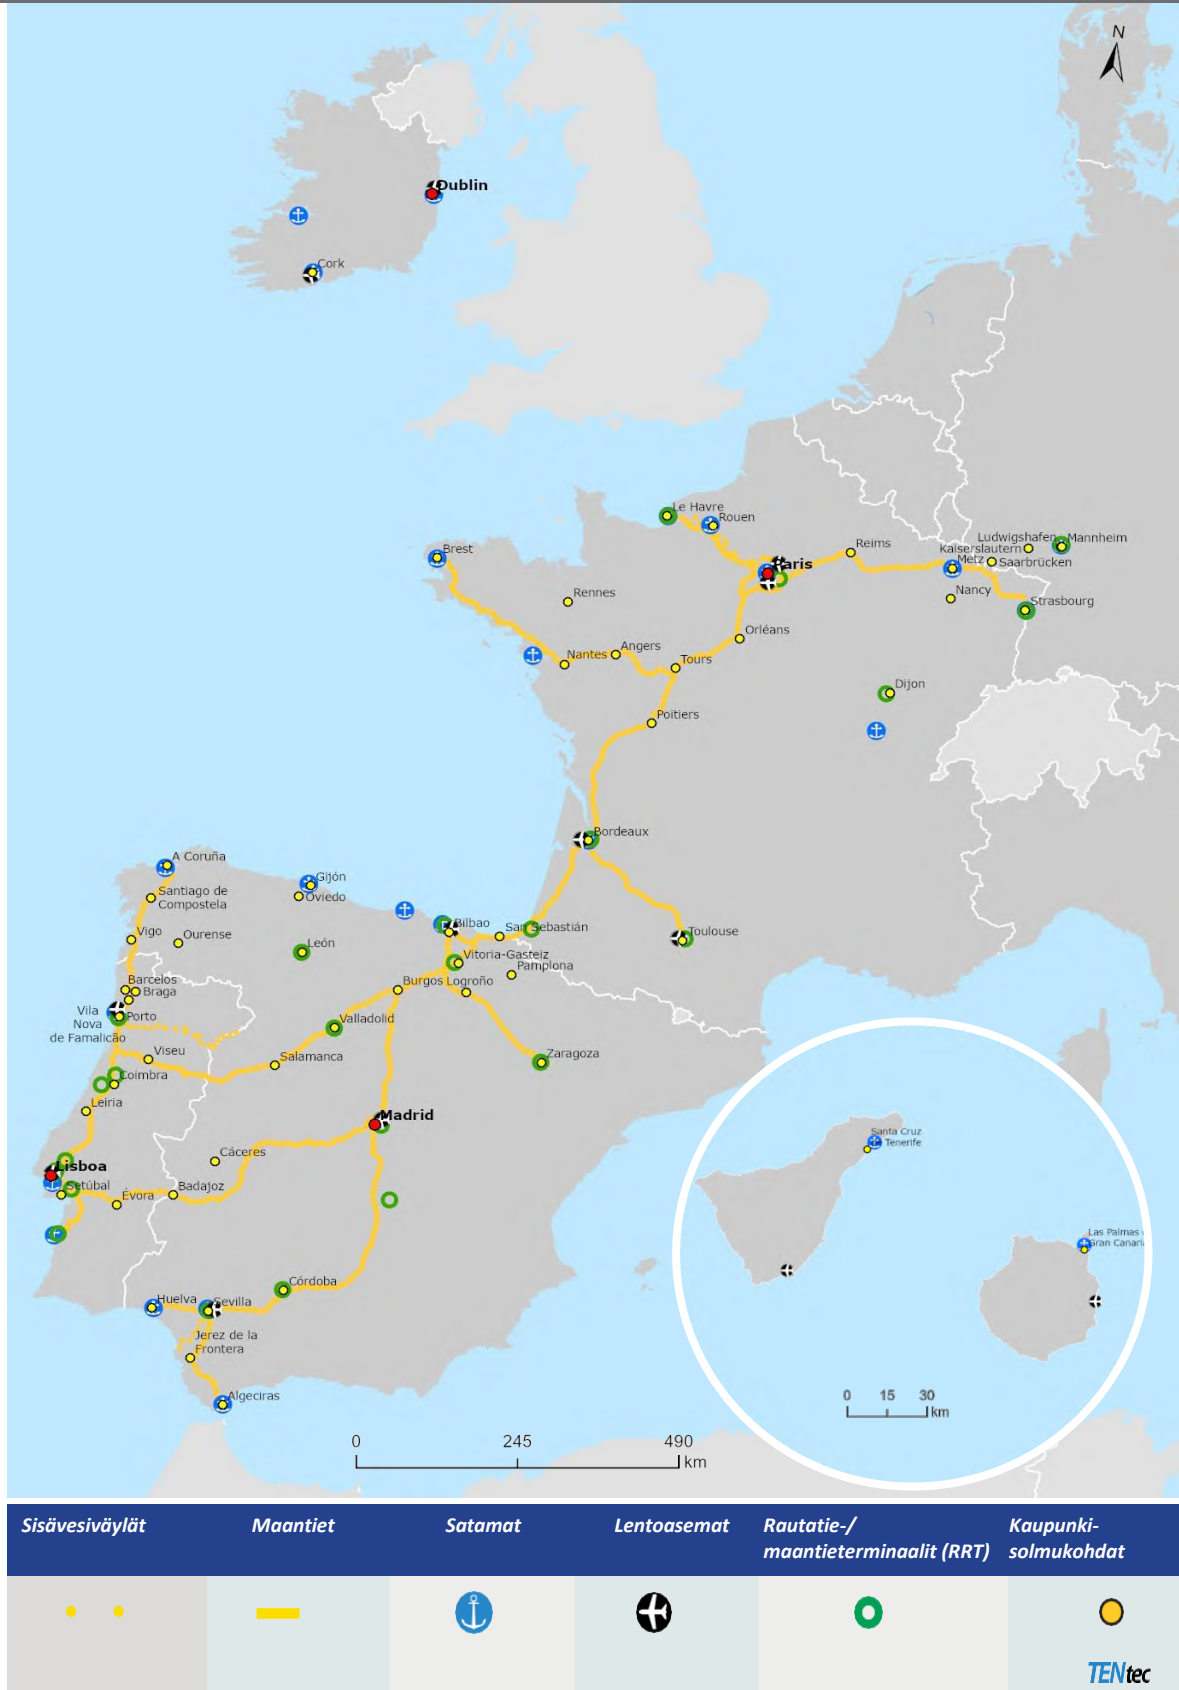 N
Dublin
Cork
Le Havre
Rouen
Brest
Paris
Reims
Ludwigshafen
Mannheim
Kaiserslautern
Metz
Saarbrücken
Nancy
Strasbourg
Rennes
Orléans
Angers
Nantes
Tours
Dijon
Poitiers
Bordeaux
A Coruña
Gijón
Santiago de
Compostela
Oviedo
Bilbao
San Sebastián
Toulouse
Vigo
Ourense
León
Vitoria-Gasteiz
Pamplona
Barcelos
Braga
Burgos
Logroño
Vila
Nova
de Famalicão
Porto
Valladolid
Viseu
Salamanca
Zaragoza
Coimbra
Leiria
Madrid
Lisboa
Cáceres
Setúbal
Évora
Badajoz
Santa Cruz
Tenerife
Las Palmas
Gran Canaria
Córdoba
Huelva
Sevilla
Jerez de la
Frontera
Algeciras
0 15 30
km
0 245 490
km
Sisävesiväylät
Maantiet
Satamat
Lentoasemat
Rautatie-/
maantieterminaalit (RRT)
Kaupunki-
solmukohdat
TENtec